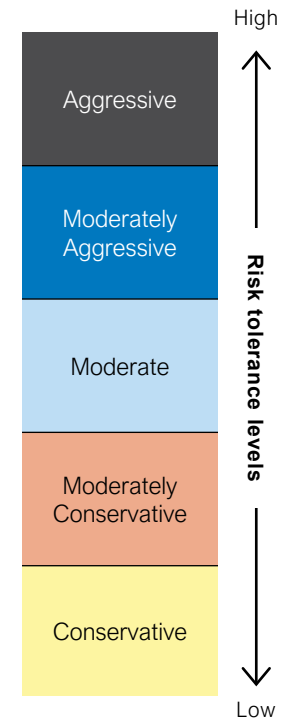 High
Aggressive
Moderately
Aggressive
Moderate
Moderately
Conservative
Conservative
Risk tolerance levels
Low